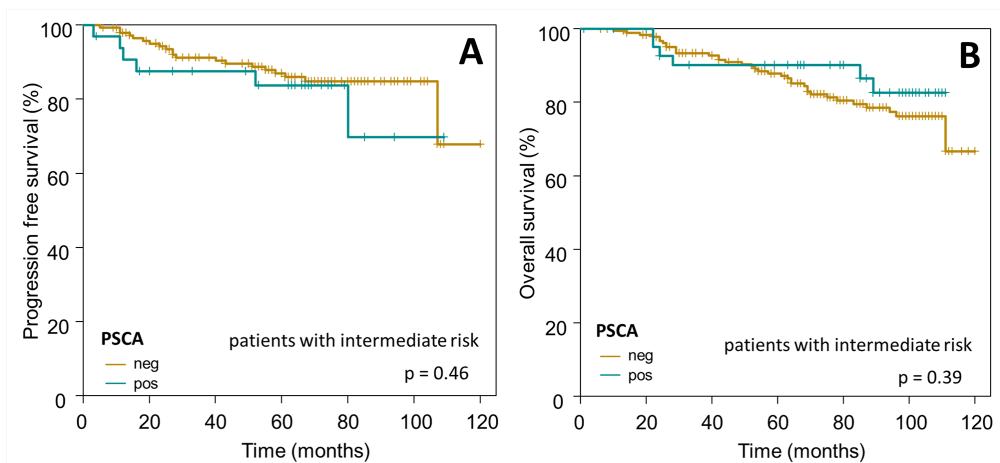 A
100
80
60
40
20
0
Progression free survival (%)
PSCA
neg
pos
patients with intermediate risk
p = 0.46
0 20 40 60 80 100 120
Time (months)
B
100
80
60
40
20
0
Overall survival (%)
PSCA
neg
pos
patients with intermediate risk
p = 0.39
0 20 40 60 80 100 120
Time (months)